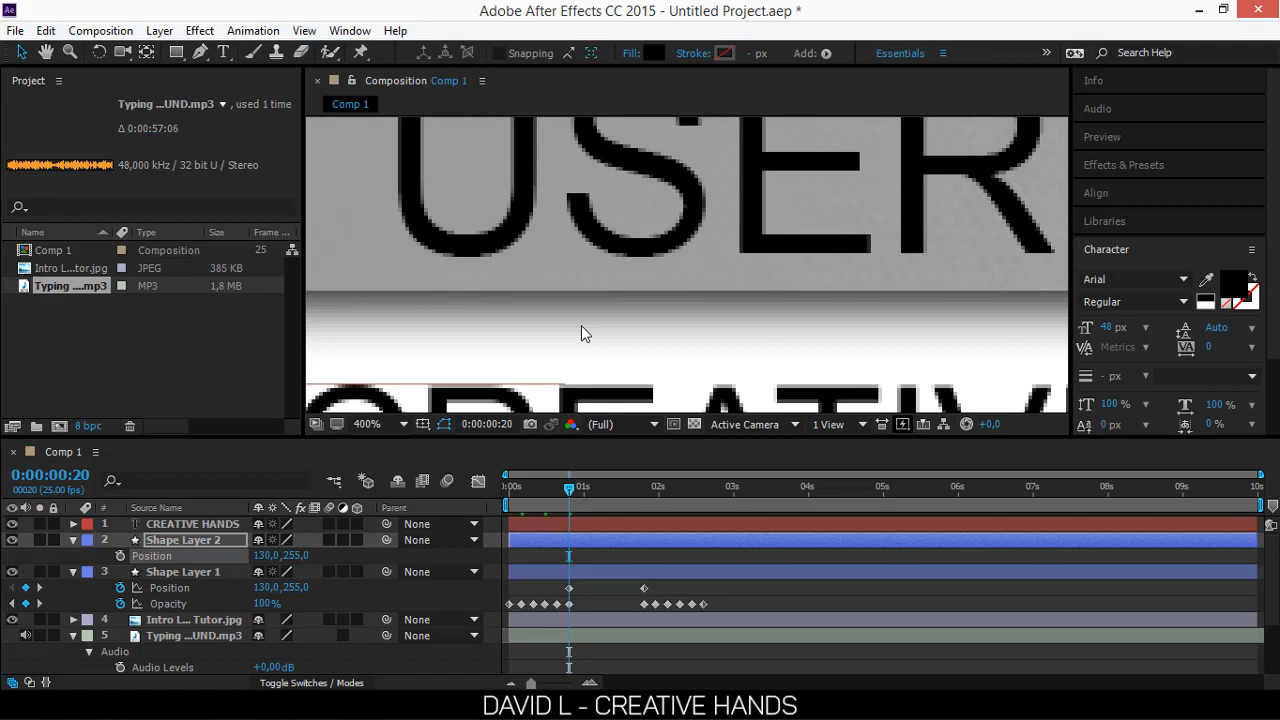 Adobe After Effects CC 2015 - Untitled Project.aep *
File Edit Composition Layer Effect Animation View Window Help
Snapping Fill: Stroke: - px Add: Essentials Search Help
Project
Typing ...UND.mp3 , used 1 time
Δ 0:00:57:06
48,000 kHz / 32 bit U / Stereo
Name Type Size Frame ...
Comp 1 Composition 25
Intro L...tor.jpg JPEG 385 KB
Typing ....mp3 MP3 1,8 MB
8 bpc
Composition Comp 1
Comp 1
USER
CREATIV
400% 0:00:00:20 (Full) Active Camera 1 View +0,0
Info
Audio
Preview
Effects & Presets
Align
Libraries
Character
Arial
Regular
48 px Auto
Metrics 0
- px
100 % 100 %
0 px 0 %
Comp 1
0:00:00:20
00020 (25.00 fps)
# Source Name Parent
:00s 01s 02s 03s 04s 05s 06s 07s 08s 09s 10s
1 T CREATIVE HANDS None
2 Shape Layer 2 None
Position 130,0,255,0
3 Shape Layer 1 None
Position 130,0,255,0
Opacity 100%
4 Intro L... Tutor.jpg None
5 Typing ...UND.mp3 None
Audio
Audio Levels +0,00dB
Toggle Switches / Modes
DAVID L - CREATIVE HANDS